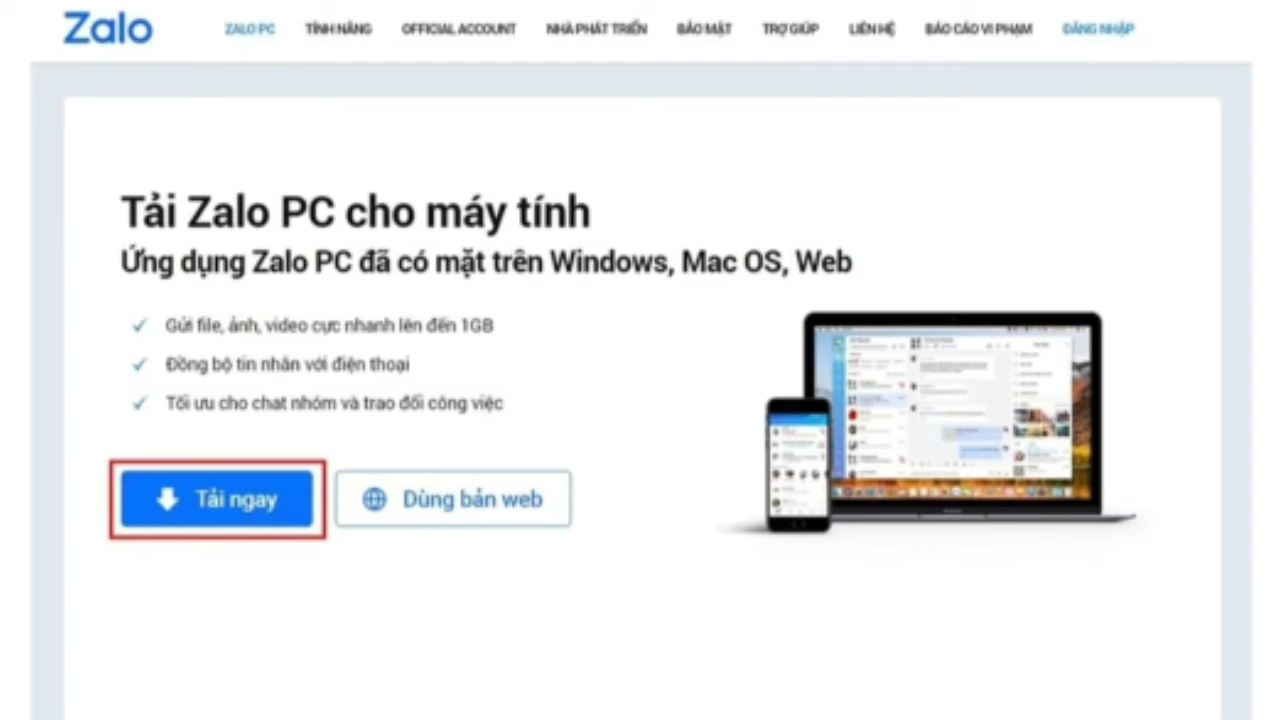 Zalo
ZALO PC TÍNH NĂNG OFFICIAL ACCOUNT NHÀ PHÁT TRIỂN BẢO MẬT TRỢ GIÚP LIÊN HỆ BÁO CÁO VI PHẠM ĐĂNG NHẬP
Tải Zalo PC cho máy tính
Ứng dụng Zalo PC đã có mặt trên Windows, Mac OS, Web
Gửi file, ảnh, video cực nhanh lên đến 1GB
Đồng bộ tin nhắn với điện thoại
Tối ưu cho chat nhóm và trao đổi công việc
Tải ngay Dùng bản web